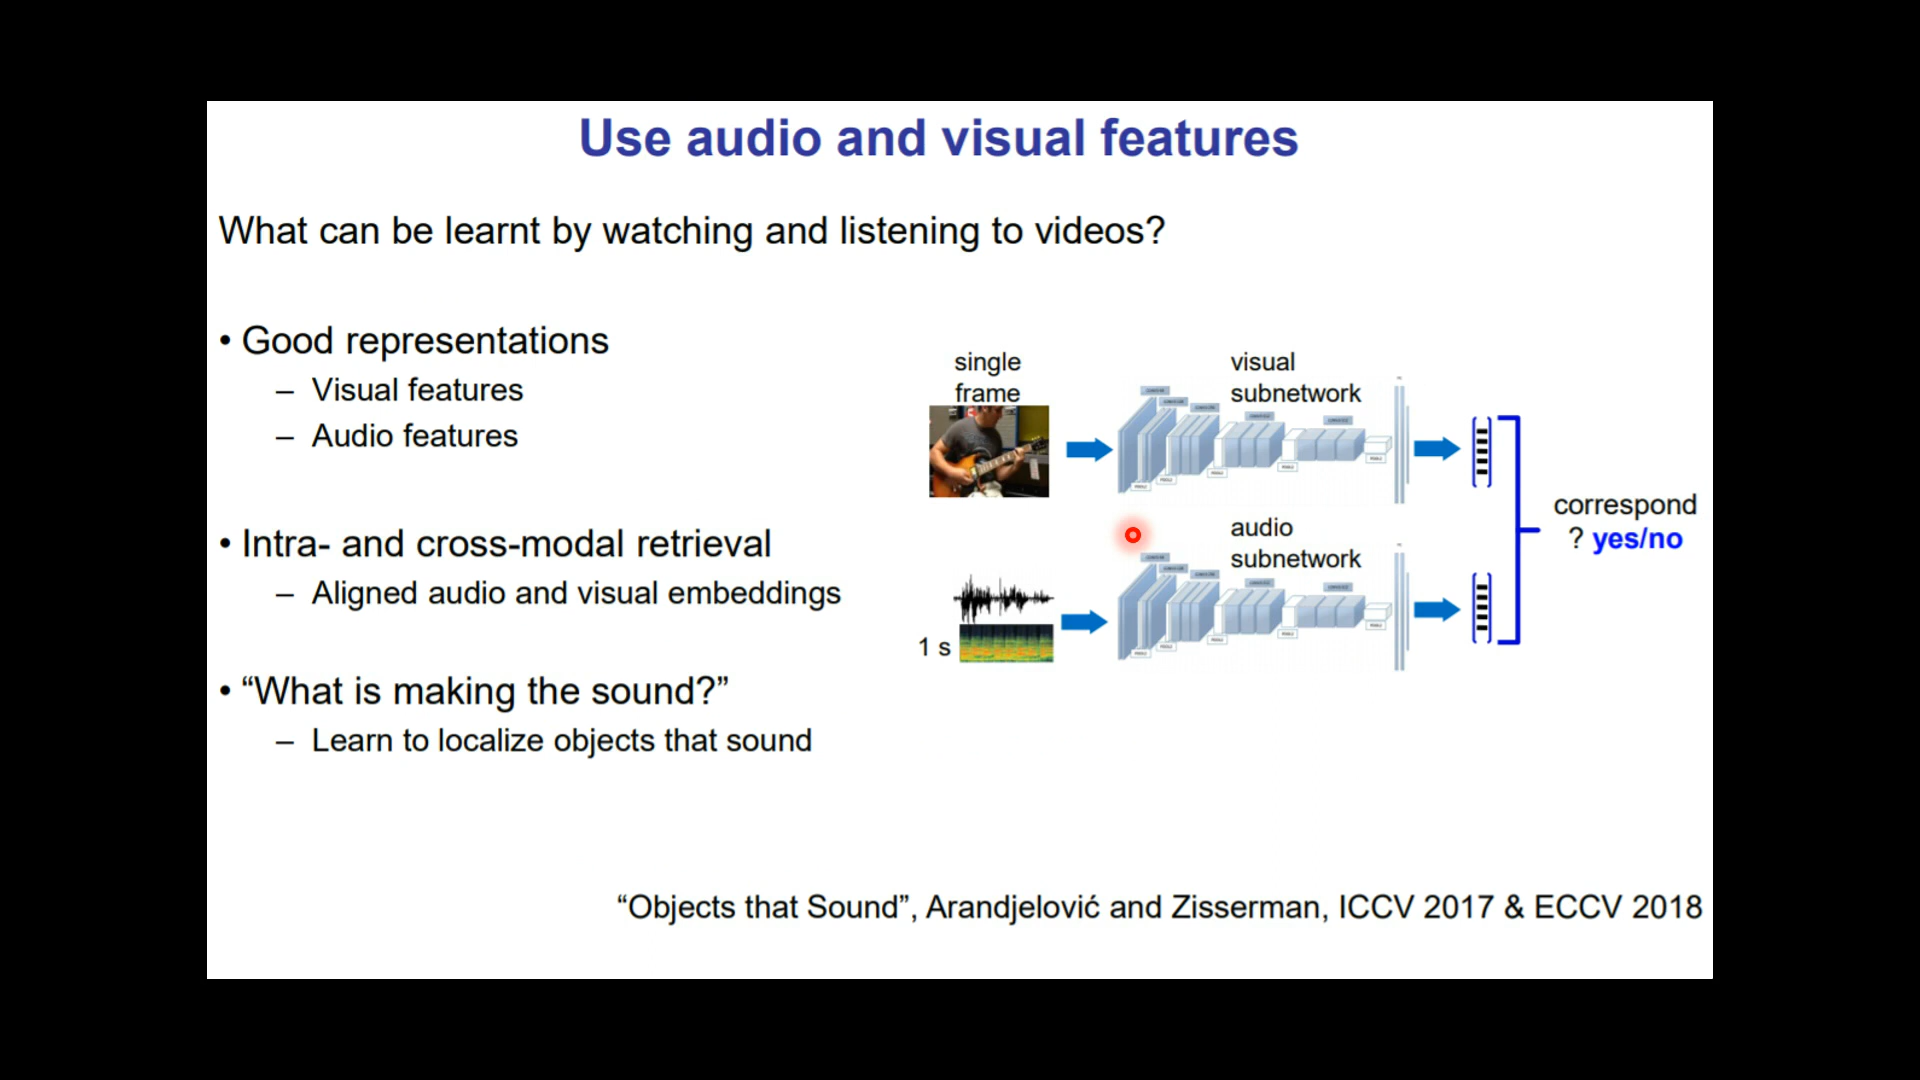 Use audio and visual features
What can be learnt by watching and listening to videos?
• Good representations
– Visual features
– Audio features
• Intra- and cross-modal retrieval
– Aligned audio and visual embeddings
• “What is making the sound?”
– Learn to localize objects that sound
single
frame
visual
subnetwork
audio
subnetwork
1 s
correspond
? yes/no
“Objects that Sound”, Arandjelović and Zisserman, ICCV 2017 & ECCV 2018